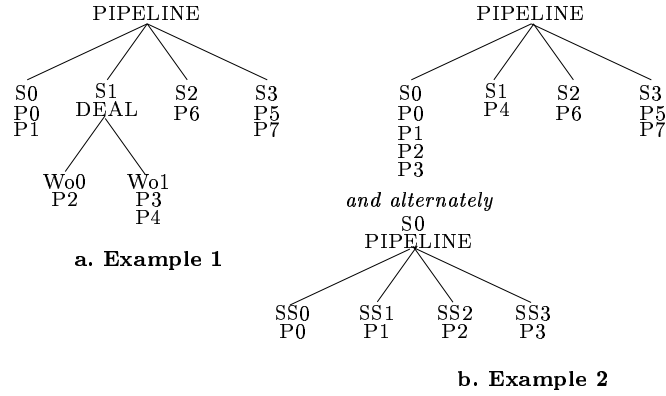 PIPELINE
S0 S1 S2 S3
P0 DEAL P6 P5
P1 P7
Wo0 Wo1
P2 P3
P4
a. Example 1
PIPELINE
S0 S1 S2 S3
P0 P4 P6 P5
P1 P7
P2
P3
and alternately
S0
PIPELINE
SS0 SS1 SS2 SS3
P0 P1 P2 P3
b. Example 2